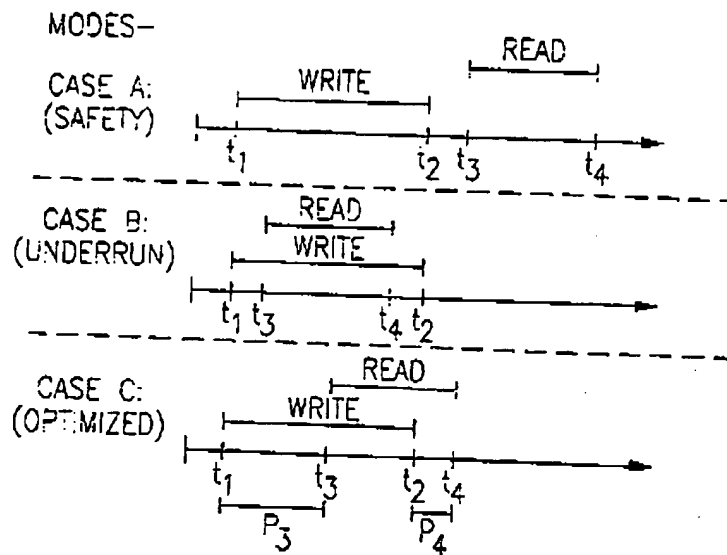 MODES-
READ
CASE A:
(SAFETY)
WRITE
t1 t2 t3 t4
CASE B:
(UNDERRUN)
READ
WRITE
t1 t3 t4 t2
CASE C:
(OPTIMIZED)
READ
WRITE
t1 t3 t2 t4
P3 P4